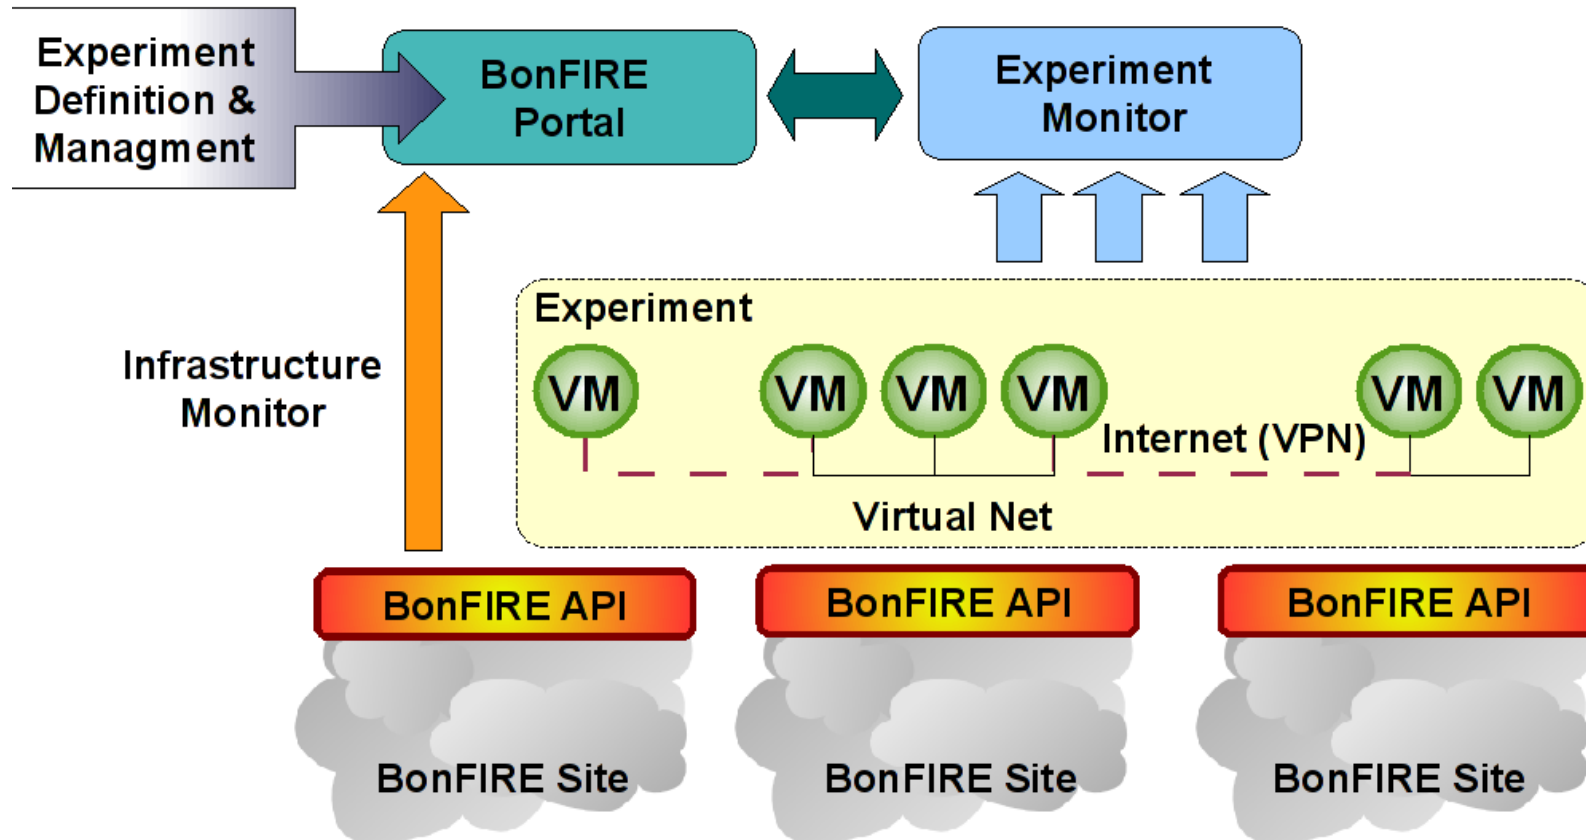 Experiment
Definition &
Managment
BonFIRE
Portal
Experiment
Monitor
Infrastructure
Monitor
Experiment
VM VM VM VM VM VM
Internet (VPN)
Virtual Net
BonFIRE API BonFIRE API BonFIRE API
BonFIRE Site BonFIRE Site BonFIRE Site